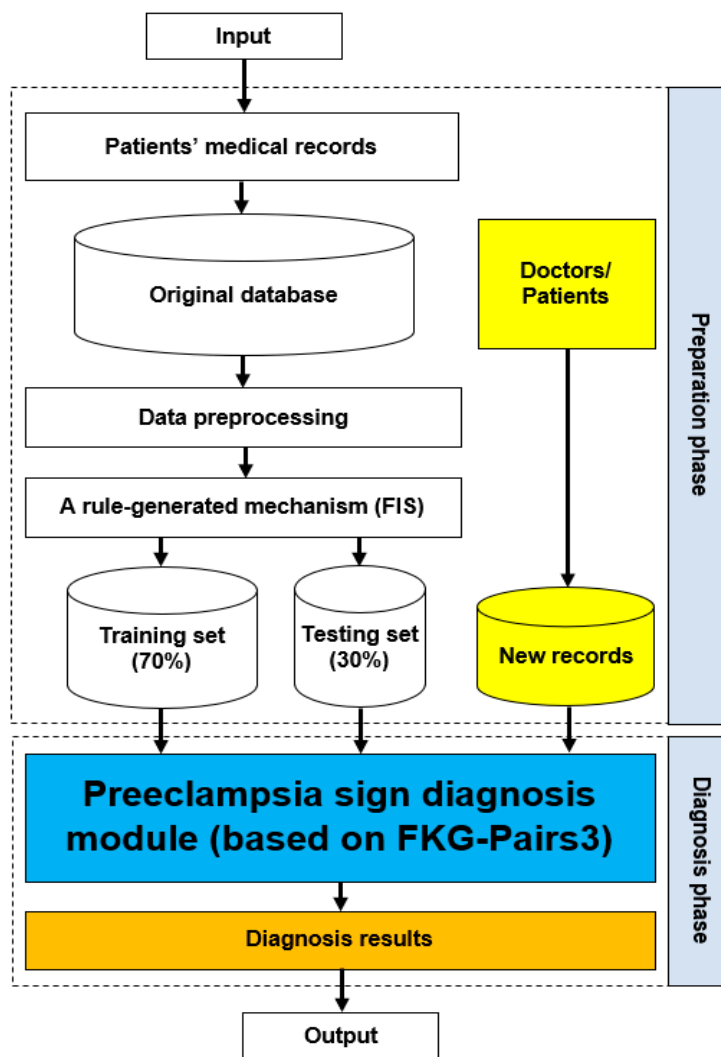 Input
Patients’ medical records
Original database
Doctors/
Patients
Data preprocessing
A rule-generated mechanism (FIS)
Training set
(70%)
Testing set
(30%)
New records
Preparation phase
Preeclampsia sign diagnosis
module (based on FKG-Pairs3)
Diagnosis results
Diagnosis phase
Output